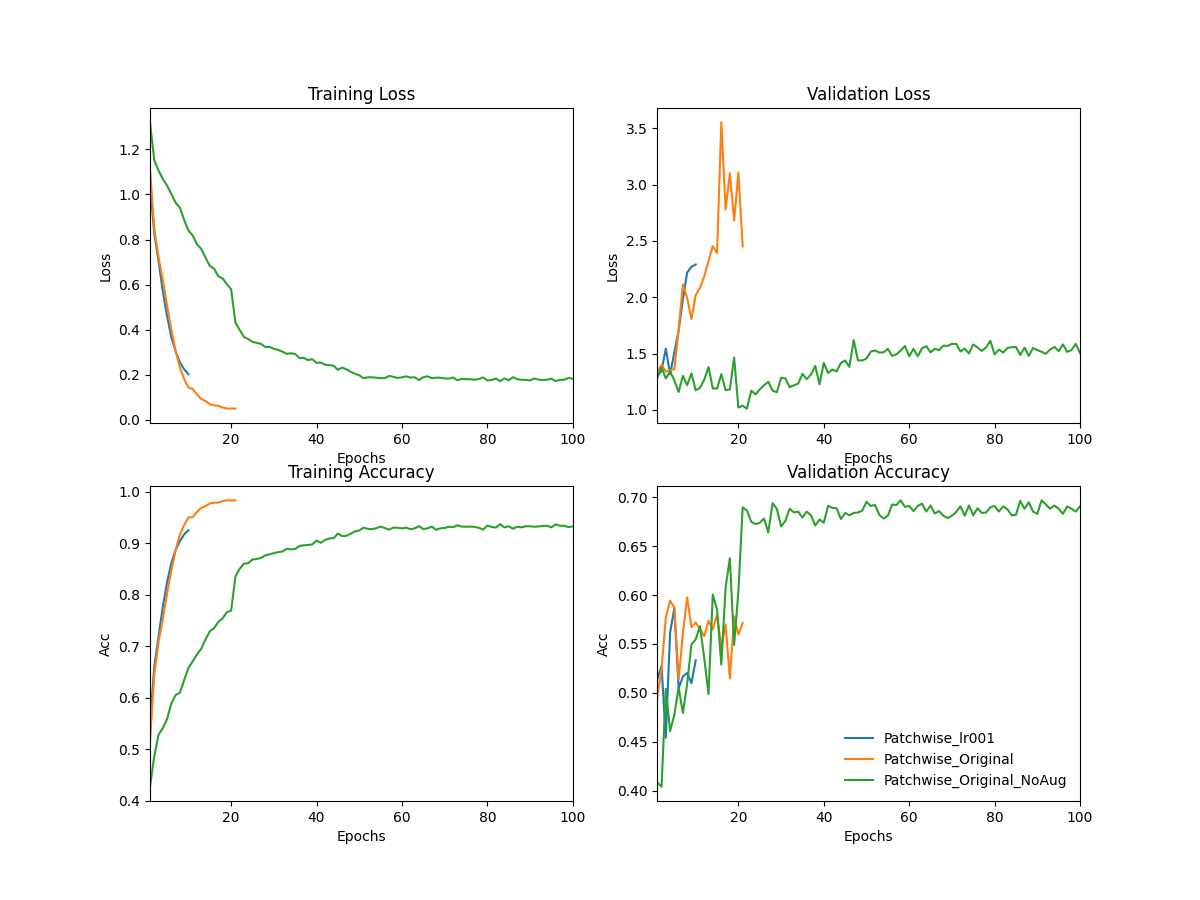 Training Loss
Loss
1.2
1.0
0.8
0.6
0.4
0.2
0.0
20 40 60 80 100
Epochs
Validation Loss
Loss
3.5
3.0
2.5
2.0
1.5
1.0
20 40 60 80 100
Epochs
Training Accuracy
Acc
1.0
0.9
0.8
0.7
0.6
0.5
0.4
20 40 60 80 100
Epochs
Validation Accuracy
Acc
0.70
0.65
0.60
0.55
0.50
0.45
0.40
20 40 60 80 100
Epochs
Patchwise_lr001
Patchwise_Original
Patchwise_Original_NoAug